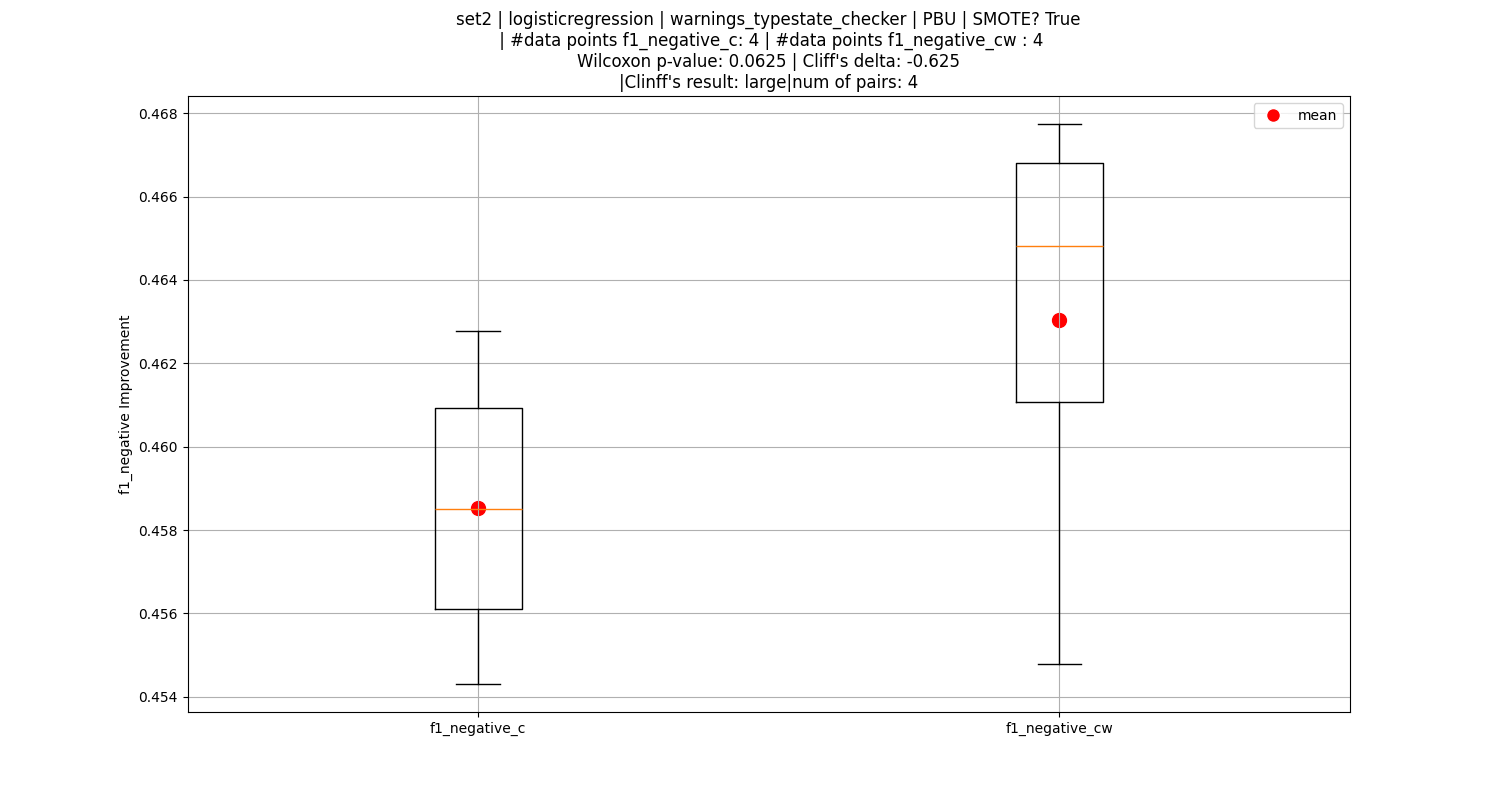 set2 | logisticregression | warnings_typestate_checker | PBU | SMOTE? True
| #data points f1_negative_c: 4 | #data points f1_negative_cw : 4
Wilcoxon p-value: 0.0625 | Cliff's delta: -0.625
|Clinff's result: large|num of pairs: 4
mean
0.468
0.466
0.464
0.462
0.460
0.458
0.456
0.454
f1_negative Improvement
f1_negative_c
f1_negative_cw